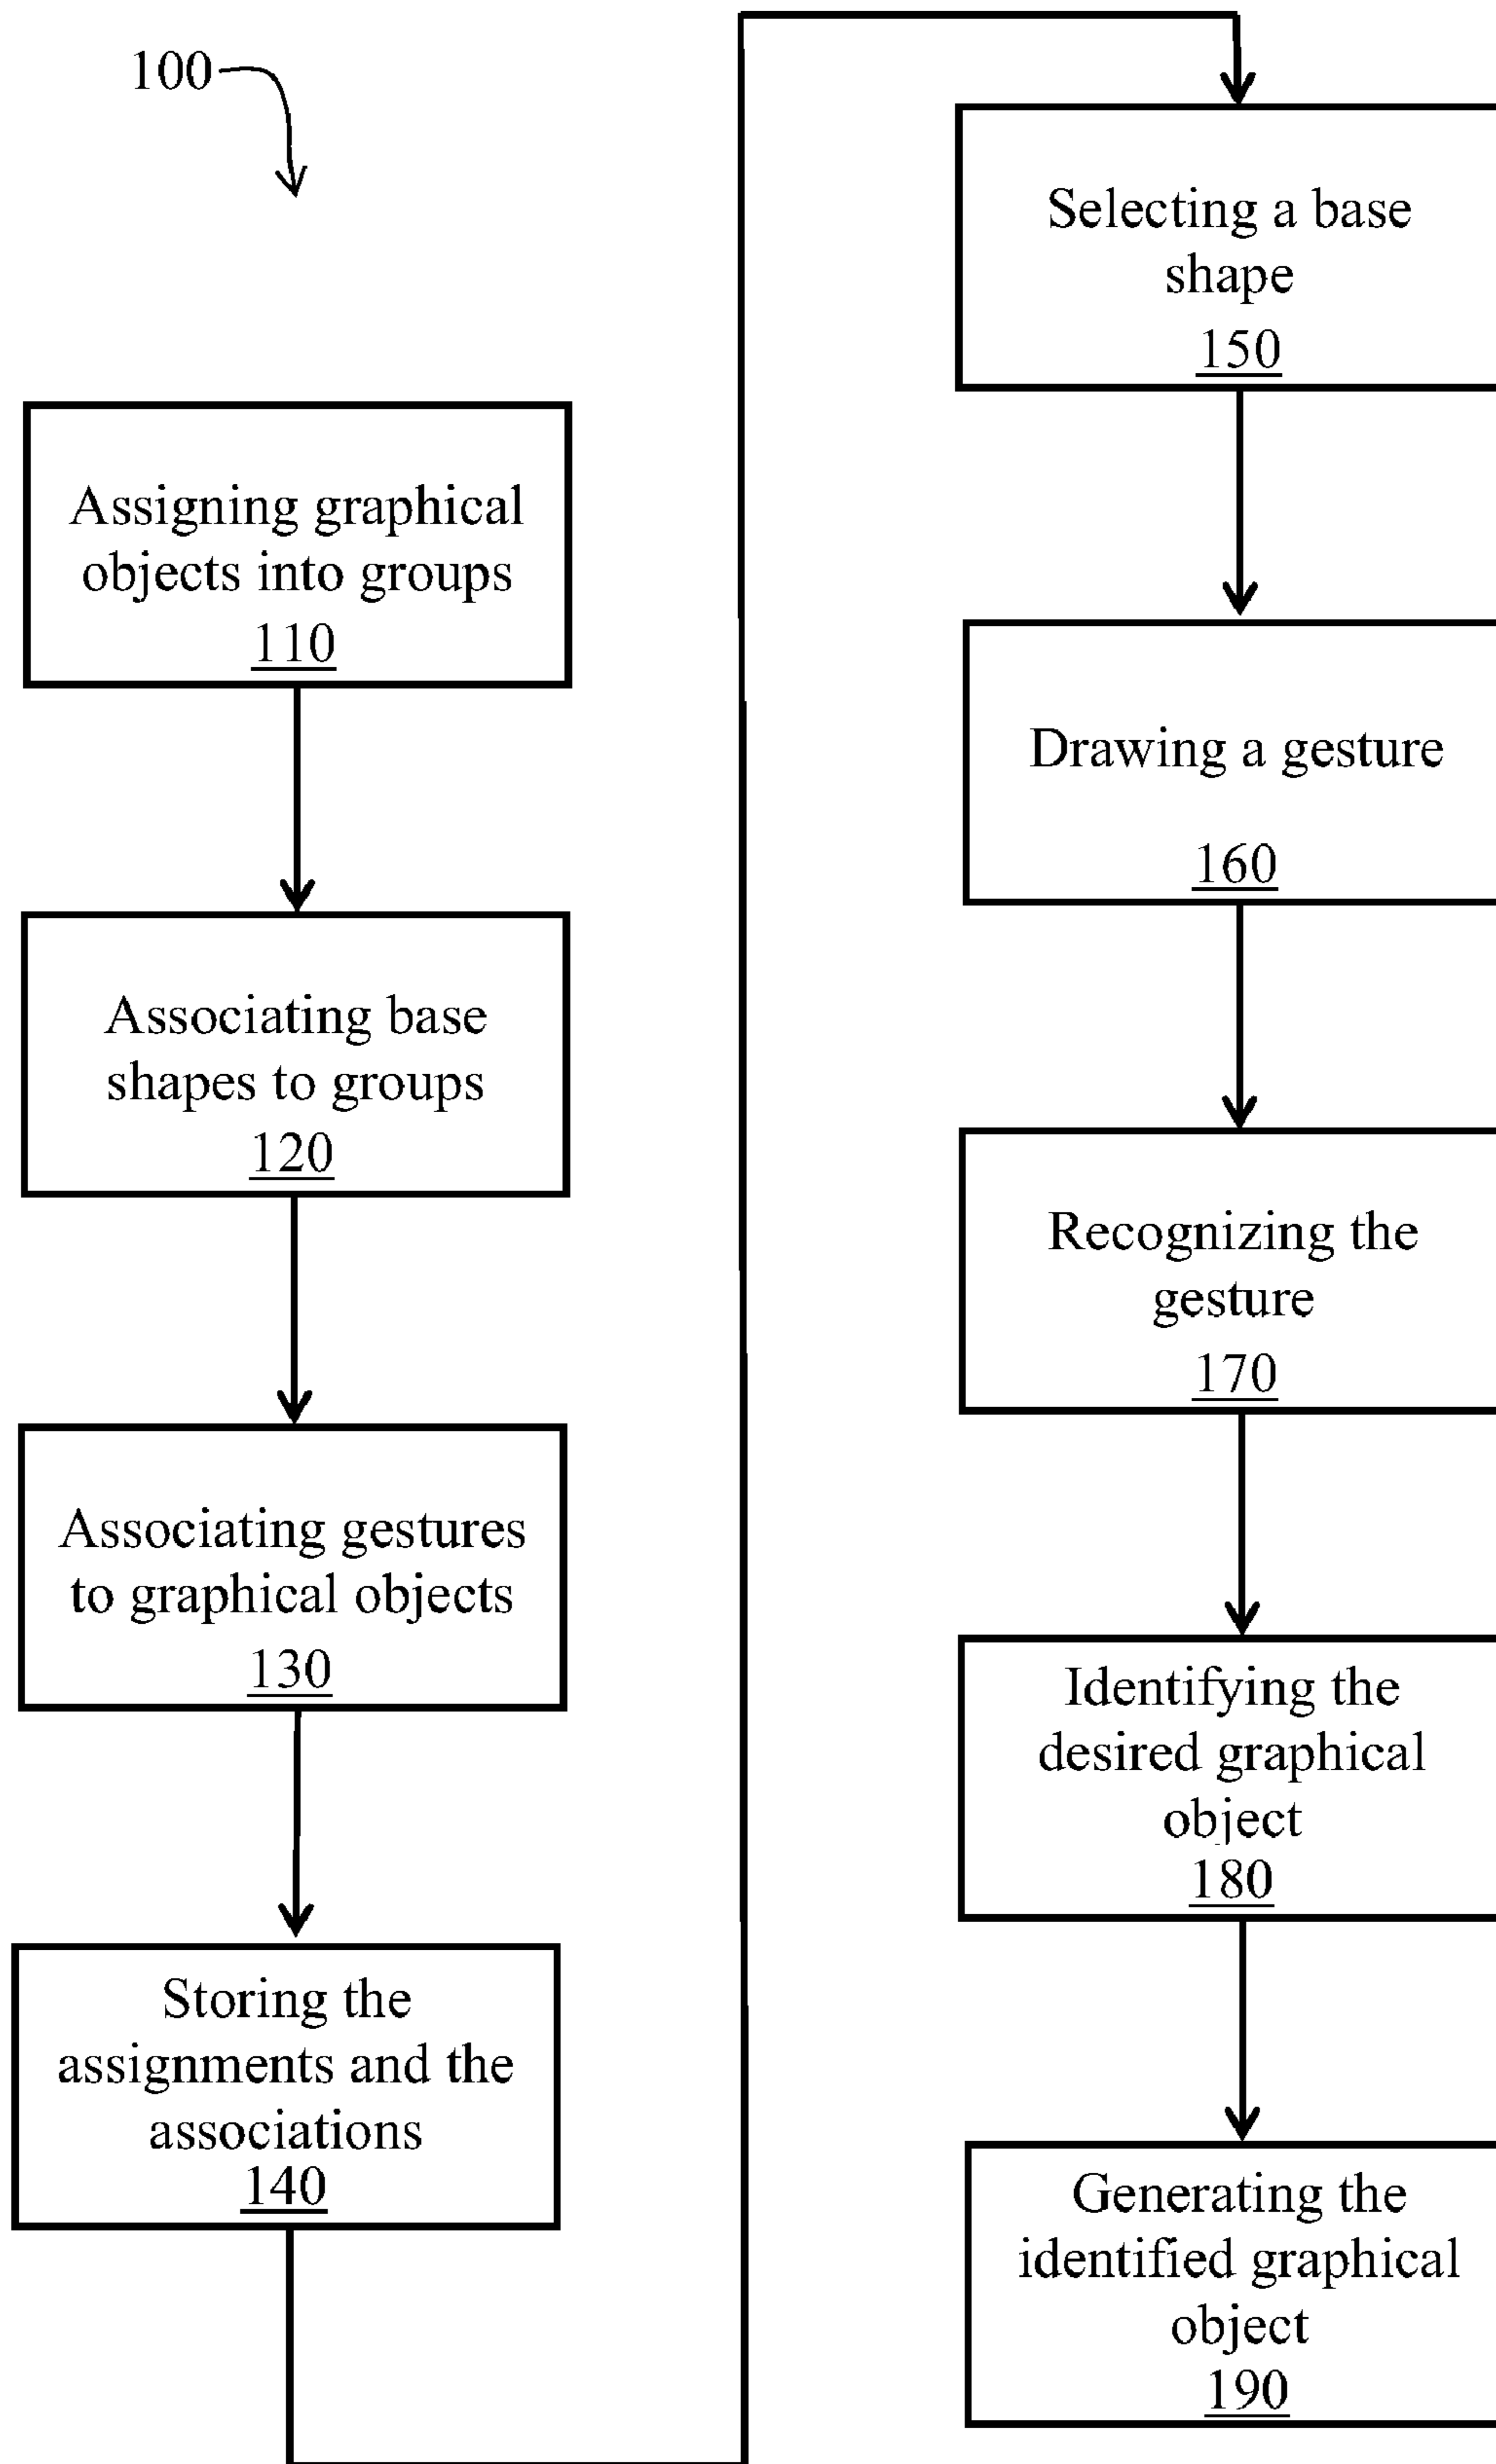 100
Assigning graphical
objects into groups
110
Associating base
shapes to groups
120
Associating gestures
to graphical objects
130
Storing the
assignments and the
associations
140
Selecting a base
shape
150
Drawing a gesture
160
Recognizing the
gesture
170
Identifying the
desired graphical
object
180
Generating the
identified graphical
object
190